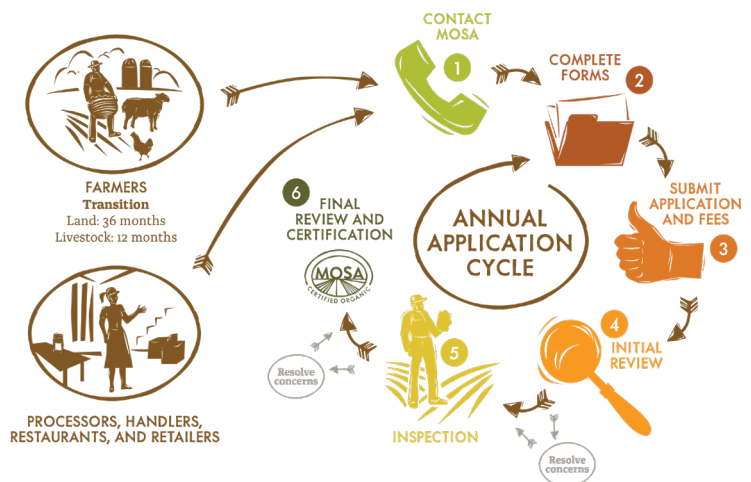 FARMERS
Transition
Land: 36 months
Livestock: 12 months
PROCESSORS, HANDLERS,
RESTAURANTS, AND RETAILERS
CONTACT
MOSA
1
COMPLETE
FORMS
2
SUBMIT
APPLICATION
AND FEES
3
4
INITIAL
REVIEW
Resolve
concerns
5
INSPECTION
Resolve
concerns
6
FINAL
REVIEW AND
CERTIFICATION
MOSA
CERTIFIED ORGANIC
ANNUAL
APPLICATION
CYCLE